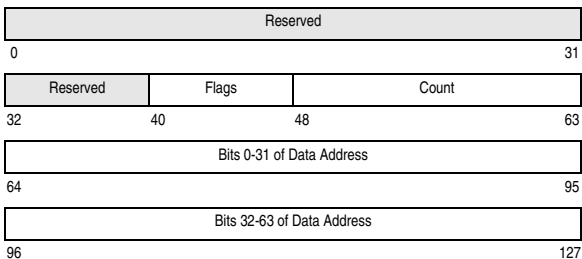 Reserved
0 31
Reserved Flags Count
32 40 48 63
Bits 0-31 of Data Address
64 95
Bits 32-63 of Data Address
96 127